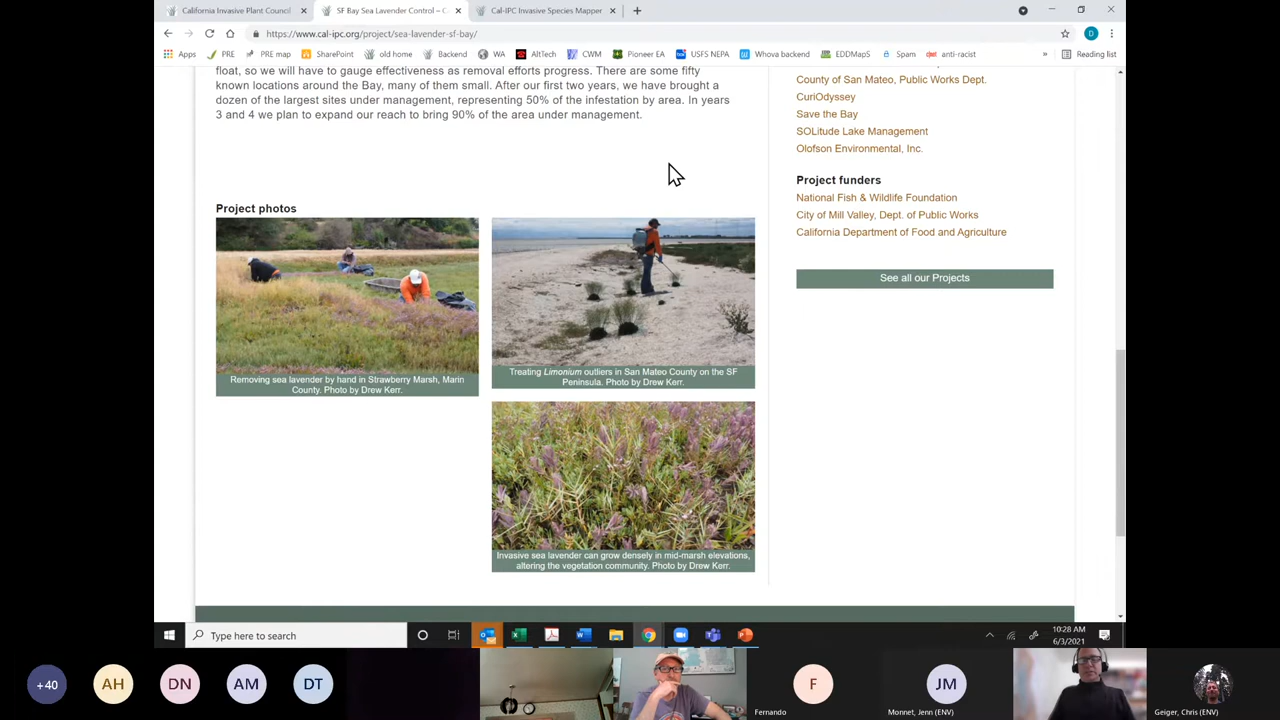 California Invasive Plant Council
SF Bay Sea Lavender Control – C
Cal-IPC Invasive Species Mapper
https://www.cal-ipc.org/project/sea-lavender-sf-bay/
Apps PRE PRE map SharePoint old home Backend WA AltTech CWM Pioneer EA USFS NEPA Whova backend EDDMapS Spam anti-racist » Reading list
float, so we will have to gauge effectiveness as removal efforts progress. There are some fifty
known locations around the Bay, many of them small. After our first two years, we have brought a
dozen of the largest sites under management, representing 50% of the infestation by area. In years
3 and 4 we plan to expand our reach to bring 90% of the area under management.
County of San Mateo, Public Works Dept.
CuriOdyssey
Save the Bay
SOLitude Lake Management
Olofson Environmental, Inc.
Project funders
National Fish & Wildlife Foundation
City of Mill Valley, Dept. of Public Works
California Department of Food and Agriculture
See all our Projects
Project photos
Removing sea lavender by hand in Strawberry Marsh, Marin
County. Photo by Drew Kerr.
Treating Limonium outliers in San Mateo County on the SF
Peninsula. Photo by Drew Kerr.
Invasive sea lavender can grow densely in mid-marsh elevations,
altering the vegetation community. Photo by Drew Kerr.
Type here to search
10:28 AM
6/3/2021
+40
AH
DN
AM
DT
F
Fernando
JM
Monnet, Jenn (ENV)
Geiger, Chris (ENV)